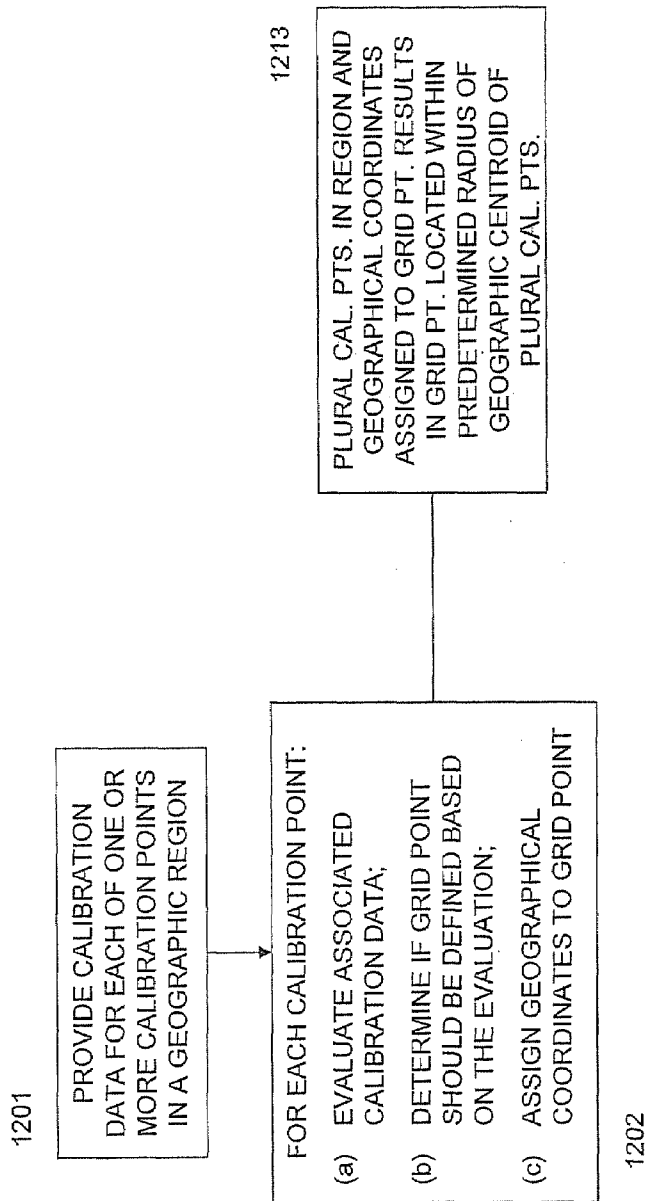 1201
PROVIDE CALIBRATION
DATA FOR EACH OF ONE OR
MORE CALIBRATION POINTS
IN A GEOGRAPHIC REGION
FOR EACH CALIBRATION POINT:
(a) EVALUATE ASSOCIATED
CALIBRATION DATA;
(b) DETERMINE IF GRID POINT
SHOULD BE DEFINED BASED
ON THE EVALUATION;
(c) ASSIGN GEOGRAPHICAL
COORDINATES TO GRID POINT
1202
1213
PLURAL CAL. PTS. IN REGION AND
GEOGRAPHICAL COORDINATES
ASSIGNED TO GRID PT. RESULTS
IN GRID PT. LOCATED WITHIN
PREDETERMINED RADIUS OF
GEOGRAPHIC CENTROID OF
PLURAL CAL. PTS.